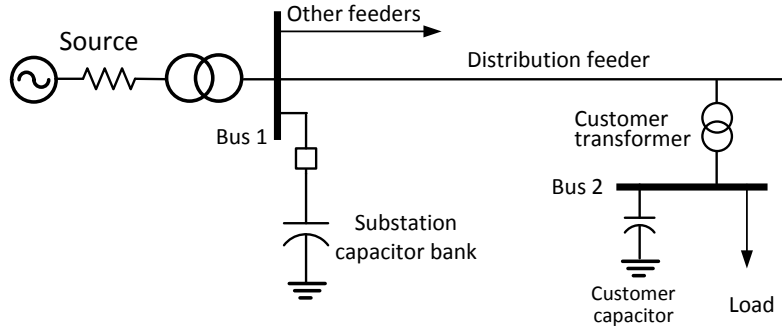 Other feeders
Source
Distribution feeder
Bus 1
Customer
transformer
Bus 2
Substation
capacitor bank
Customer
capacitor
Load